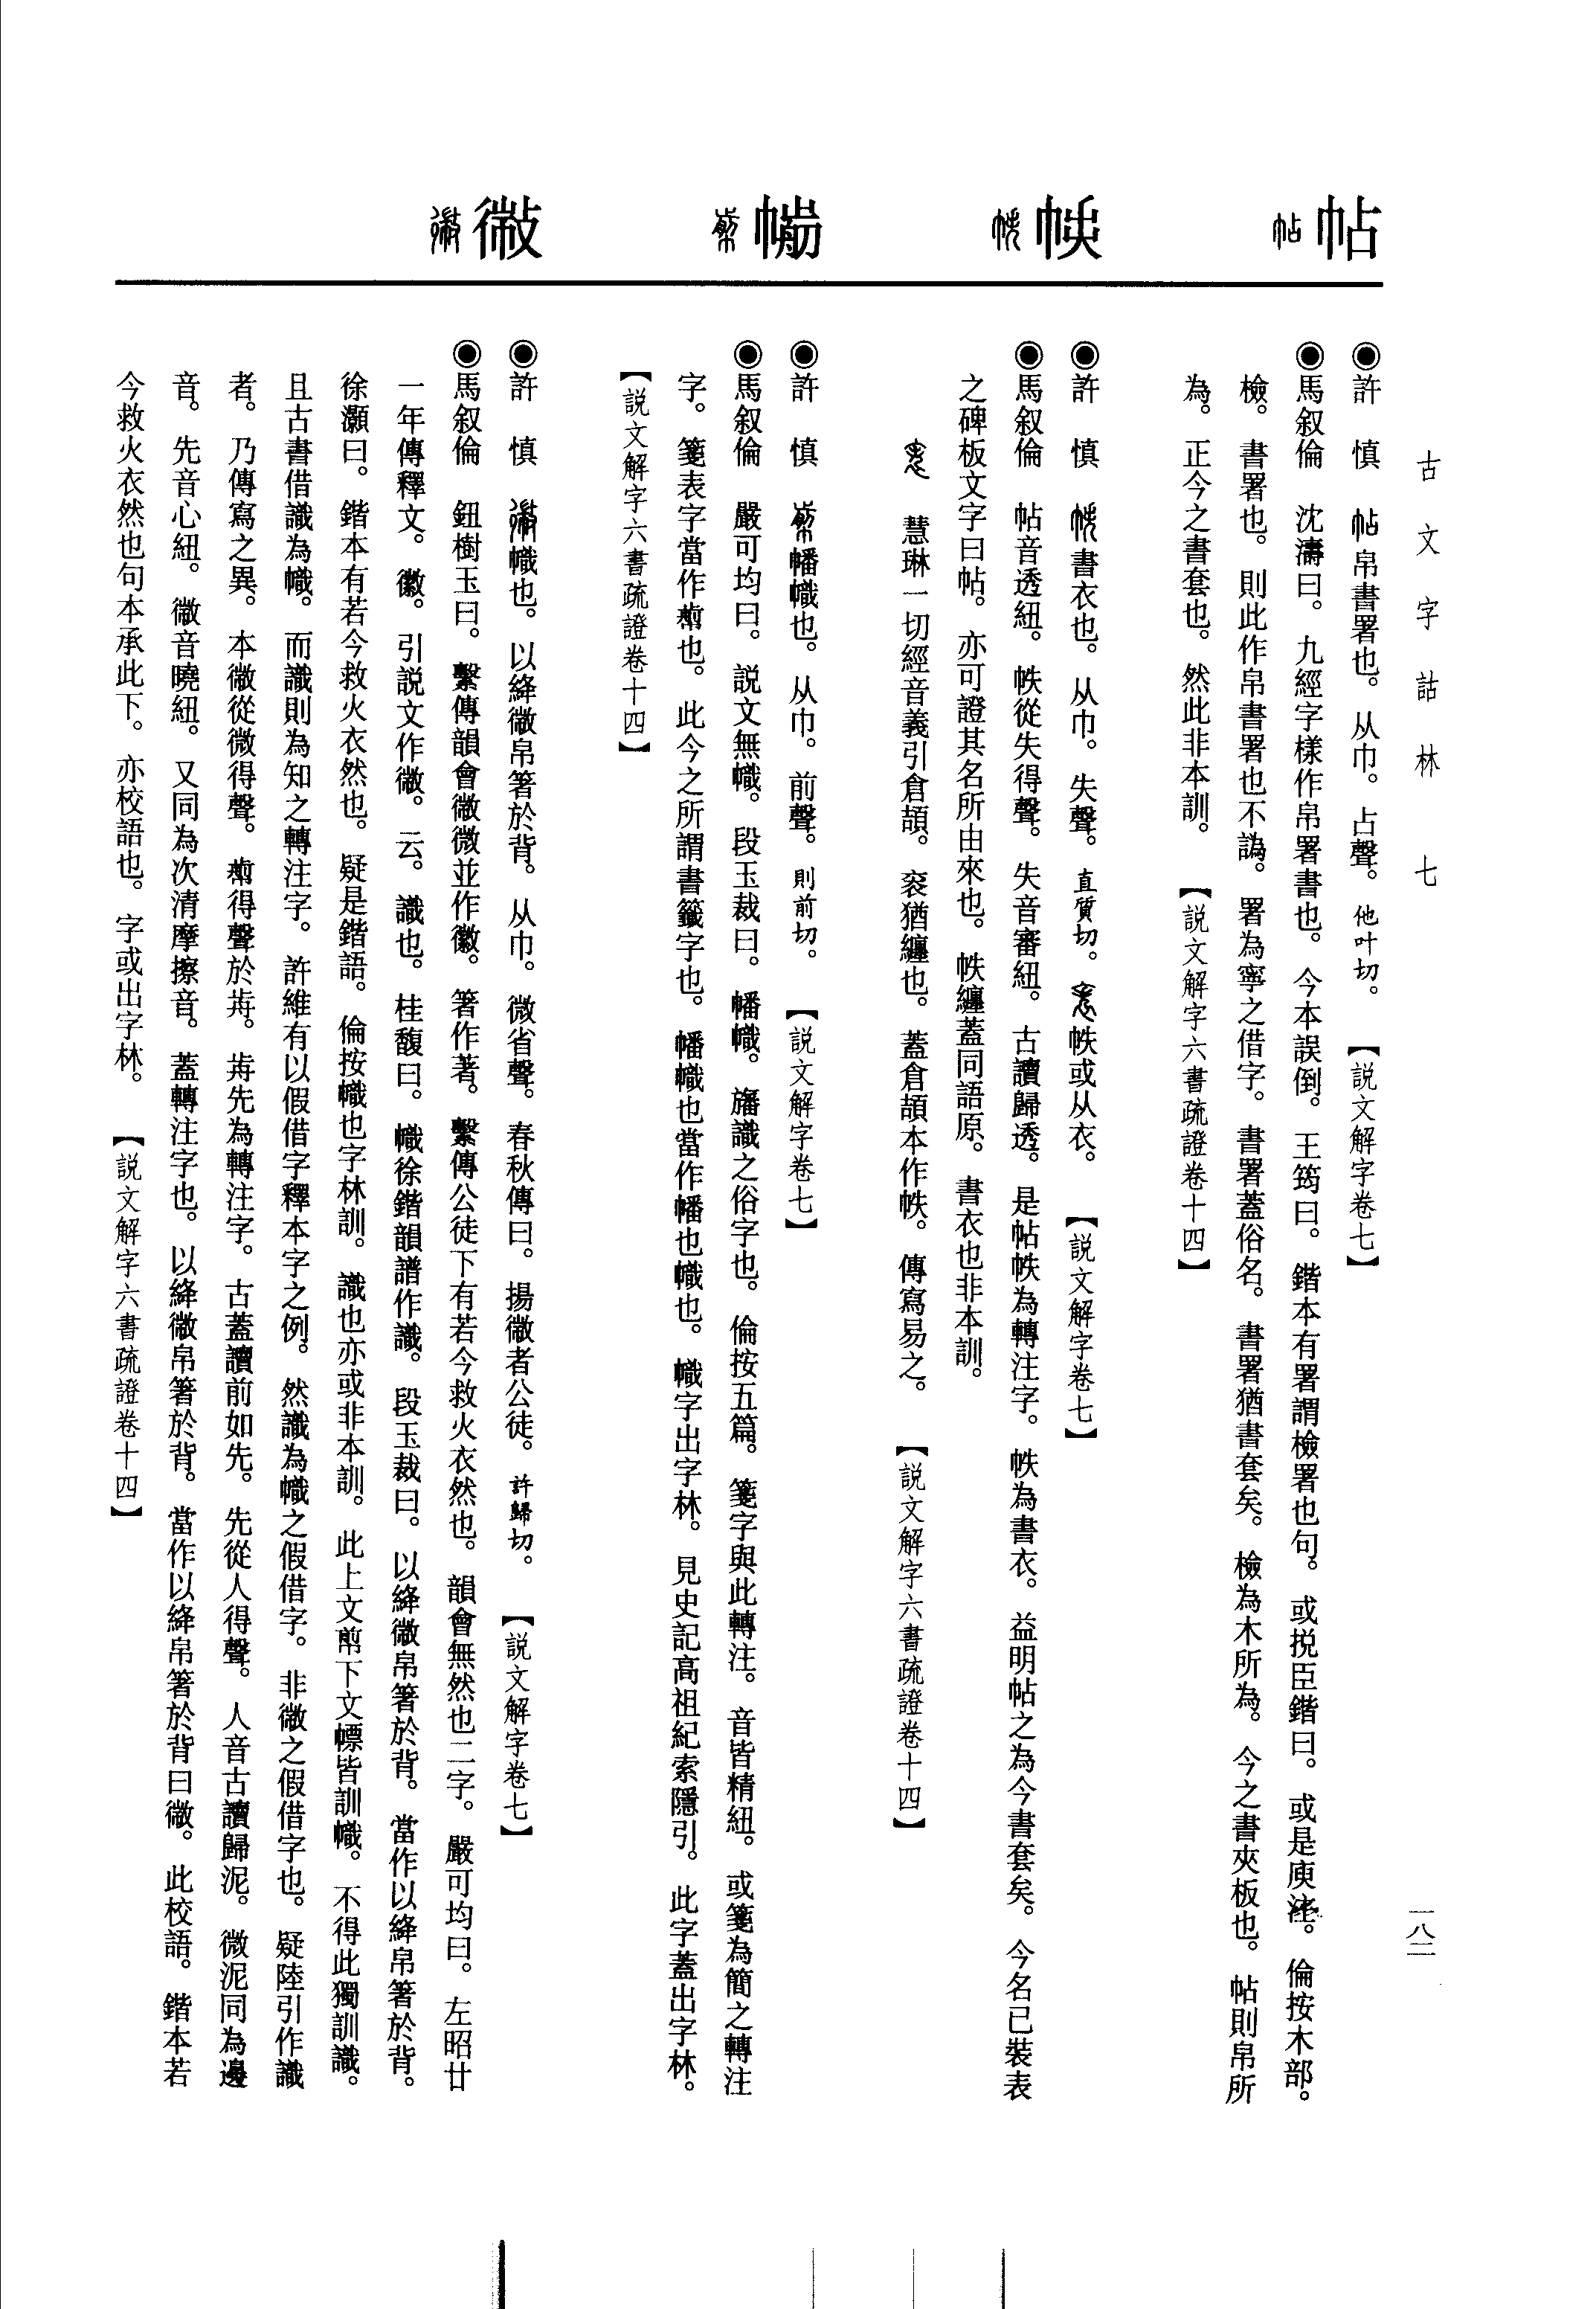 古文字詁林 七
一八二
帖
帙
㡐
微
◉許 慎 帖帛書署也。从巾。占聲。他叶切。【説文解字卷七】
◉馬叙倫 沈濤曰。九經字樣作帛署書也。今本誤倒。王筠曰。鍇本有署謂檢署也句。或挩臣鍇曰。或是庾注。倫按木部。
檢。書署也。則此作帛書署也不譌。署為寧之借字。書署蓋俗名。書署猶書套矣。檢為木所為。今之書夾板也。帖則帛所
為。正今之書套也。然此非本訓。【説文解字六書疏證卷十四】
◉許 慎 帙書衣也。从巾。失聲。直質切。袠帙或从衣。【説文解字卷七】
◉馬叙倫 帖音透紐。帙從失得聲。失音審紐。古讀歸透。是帖帙為轉注字。帙為書衣。益明帖之為今書套矣。今名已裝表
之碑板文字曰帖。亦可證其名所由來也。帙纏蓋同語原。書衣也非本訓。
袠 慧琳一切經音義引倉頡。袠猶纏也。蓋倉頡本作帙。傳寫易之。【説文解字六書疏證卷十四】
◉許 慎 㡐幡幟也。从巾。前聲。則前切。【説文解字卷七】
◉馬叙倫 嚴可均曰。説文無幟。段玉裁曰。幡幟。旛識之俗字也。倫按五篇。箋字與此轉注。音皆精紐。或箋為簡之轉注
字。箋表字當作㡐也。此今之所謂書籤字也。幡幟也當作幡也幟也。幟字出字林。見史記高祖紀索隱引。此字蓋出字林。
【説文解字六書疏證卷十四】
◉許 慎 幟也。以絳微帛箸於背。从巾。微省聲。春秋傳曰。揚微者公徒。許歸切。【説文解字卷七】
◉馬叙倫 鈕樹玉曰。繫傳韻會微微並作徽。箸作著。繫傳公徒下有若今救火衣然也。韻會無然也二字。嚴可均曰。左昭廿
一年傳釋文。徽。引説文作微。云。識也。桂馥曰。幟徐鍇韻譜作識。段玉裁曰。以絳微帛箸於背。當作以絳帛箸於背。
徐灝曰。鍇本有若今救火衣然也。疑是鍇語。倫按幟也字林訓。識也亦或非本訓。此上文㡐下文幖皆訓幟。不得此獨訓識。
且古書借識為幟。而識則為知之轉注字。許維有以假借字釋本字之例。然識為幟之假借字。非微之假借字也。疑陸引作識
者。乃傳寫之異。本微從微得聲。㡐得聲於歬。歬先為轉注字。古蓋讀前如先。先從人得聲。人音古讀歸泥。微泥同為邊
音。先音心紐。微音曉紐。又同為次清摩擦音。蓋轉注字也。以絳微帛箸於背。當作以絳帛箸於背曰微。此校語。鍇本若
今救火衣然也句本承此下。亦校語也。字或出字林。【説文解字六書疏證卷十四】